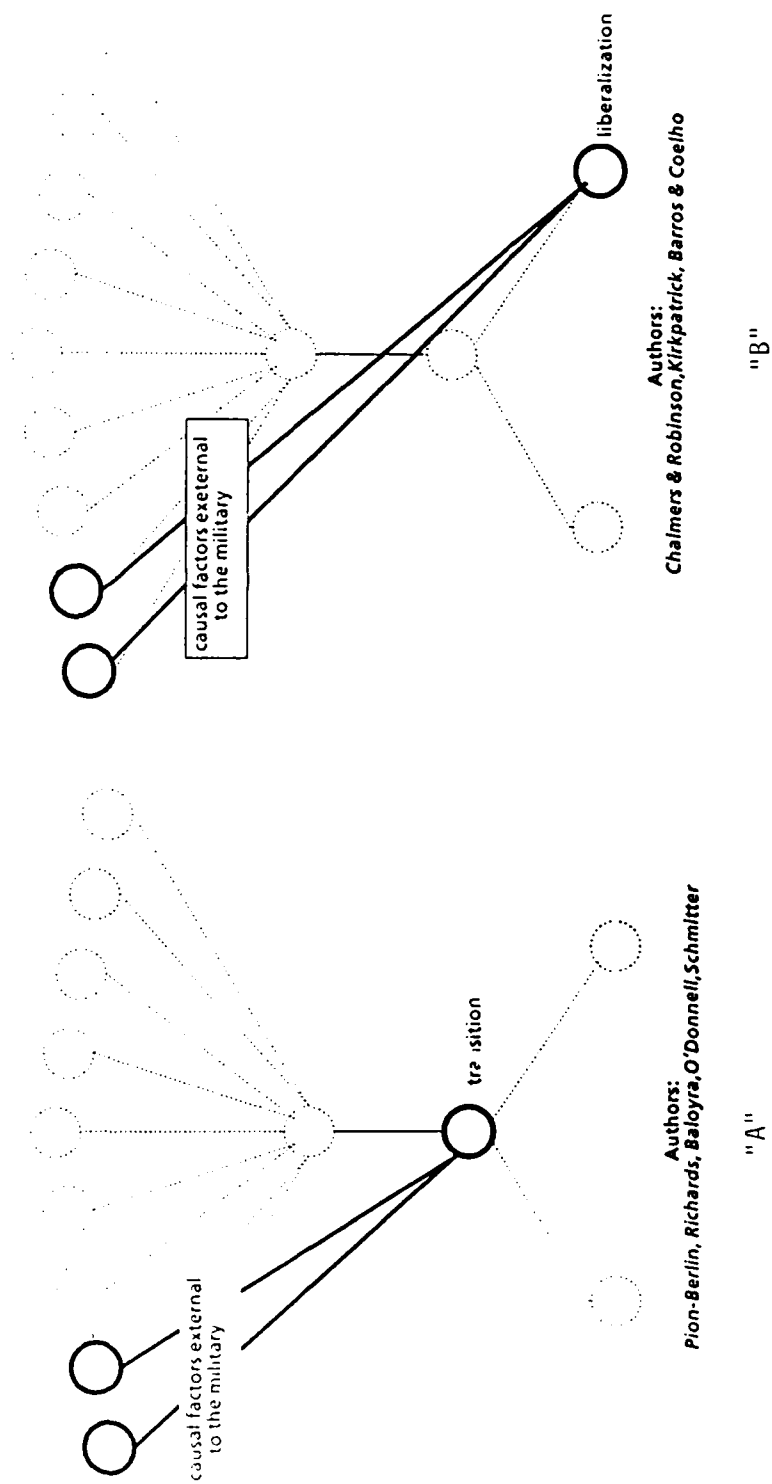 causal factors external
to the military
tra isition
Authors:
Pion-Berlin, Richards, Baloyra,O'Donnell,Schmitter
"A"
causal factors exeternal
to the military
liberalization
Authors:
Chalmers & Robinson,Kirkpatrick, Barros & Coelho
"B"